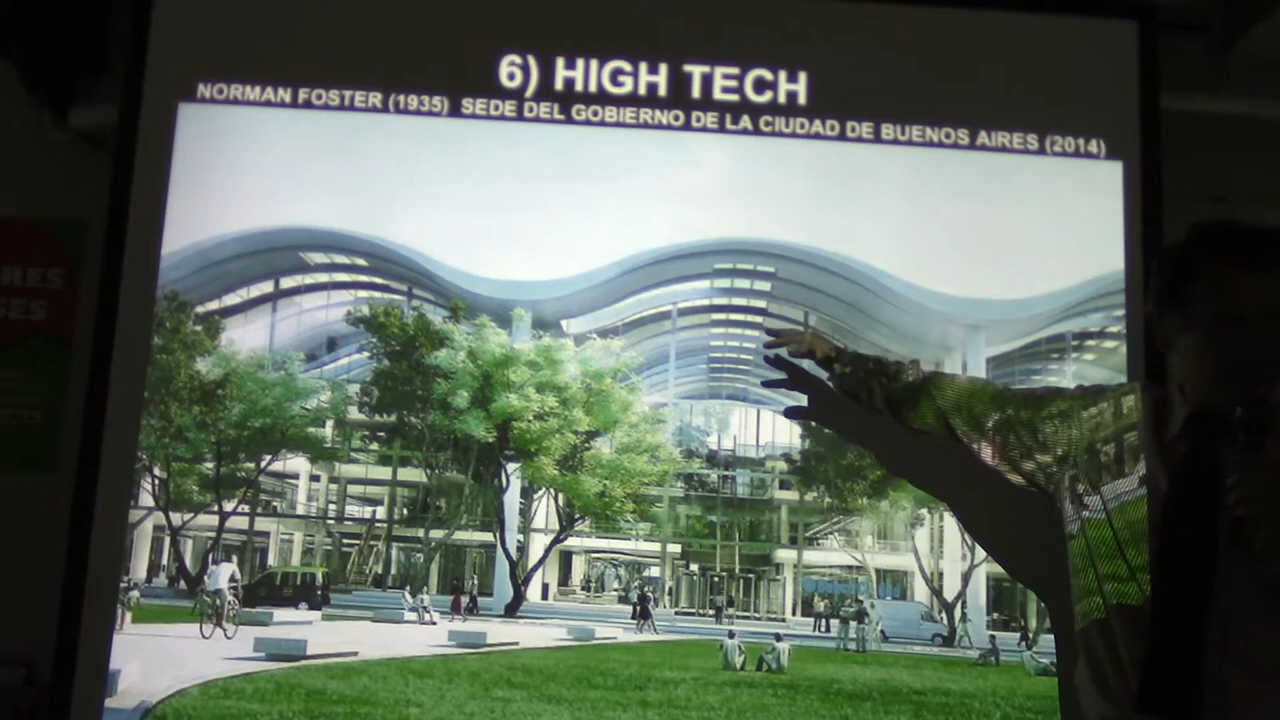 6) HIGH TECH
NORMAN FOSTER (1935) SEDE DEL GOBIERNO DE LA CIUDAD DE BUENOS AIRES (2014)